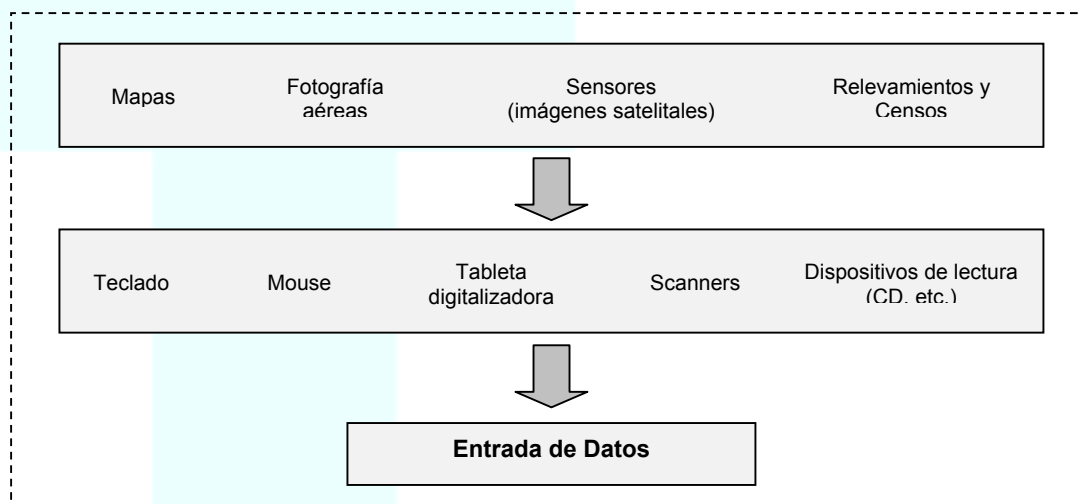 Mapas
Fotografía
aéreas
Sensores
(imágenes satelitales)
Relevamientos y
Censos
Teclado
Mouse
Tableta
digitalizadora
Scanners
Dispositivos de lectura
(CD, etc.)
Entrada de Datos